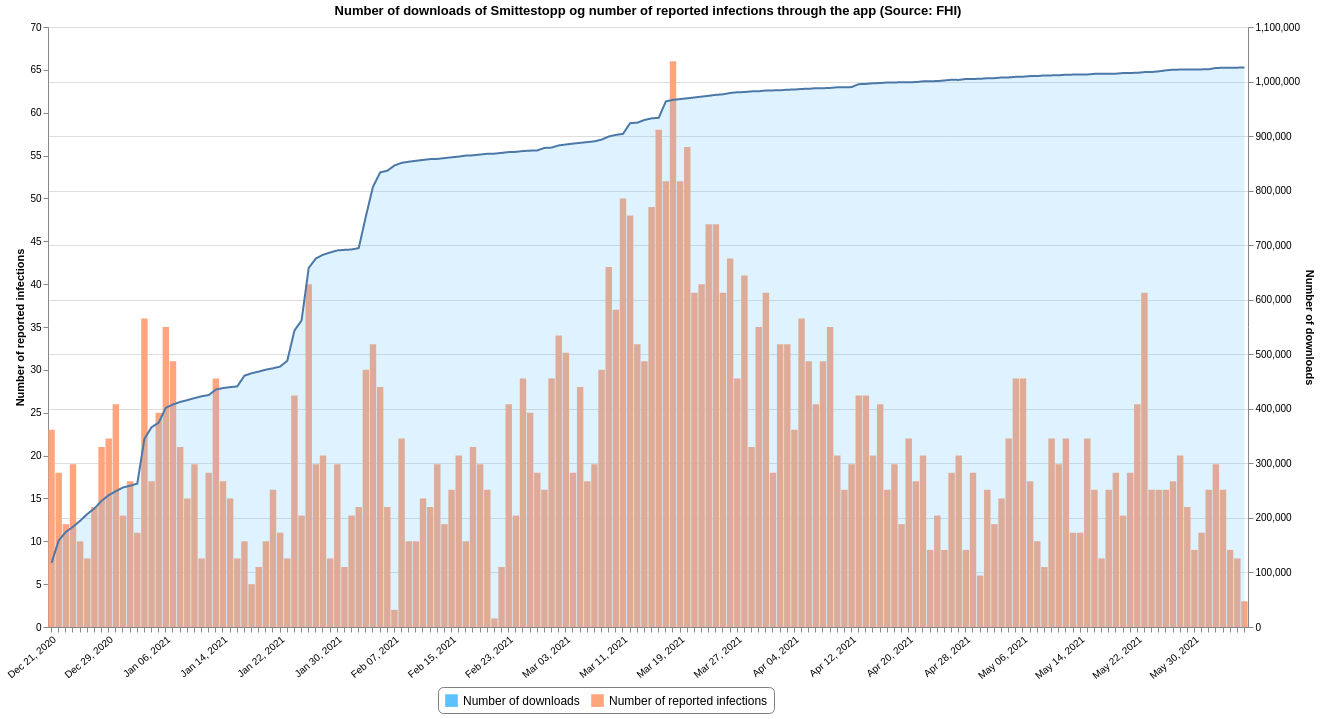 Number of downloads of Smittestopp og number of reported infections through the app (Source: FHI)
70
65
60
55
50
45
40
35
30
25
20
15
10
5
0
Number of reported infections
1,100,000
1,000,000
900,000
800,000
700,000
600,000
500,000
400,000
300,000
200,000
100,000
0
Number of downloads
Dec 21, 2020
Dec 29, 2020
Jan 06, 2021
Jan 14, 2021
Jan 22, 2021
Jan 30, 2021
Feb 07, 2021
Feb 15, 2021
Feb 23, 2021
Mar 03, 2021
Mar 11, 2021
Mar 19, 2021
Mar 27, 2021
Apr 04, 2021
Apr 12, 2021
Apr 20, 2021
Apr 28, 2021
May 06, 2021
May 14, 2021
May 22, 2021
May 30, 2021
Number of downloads
Number of reported infections